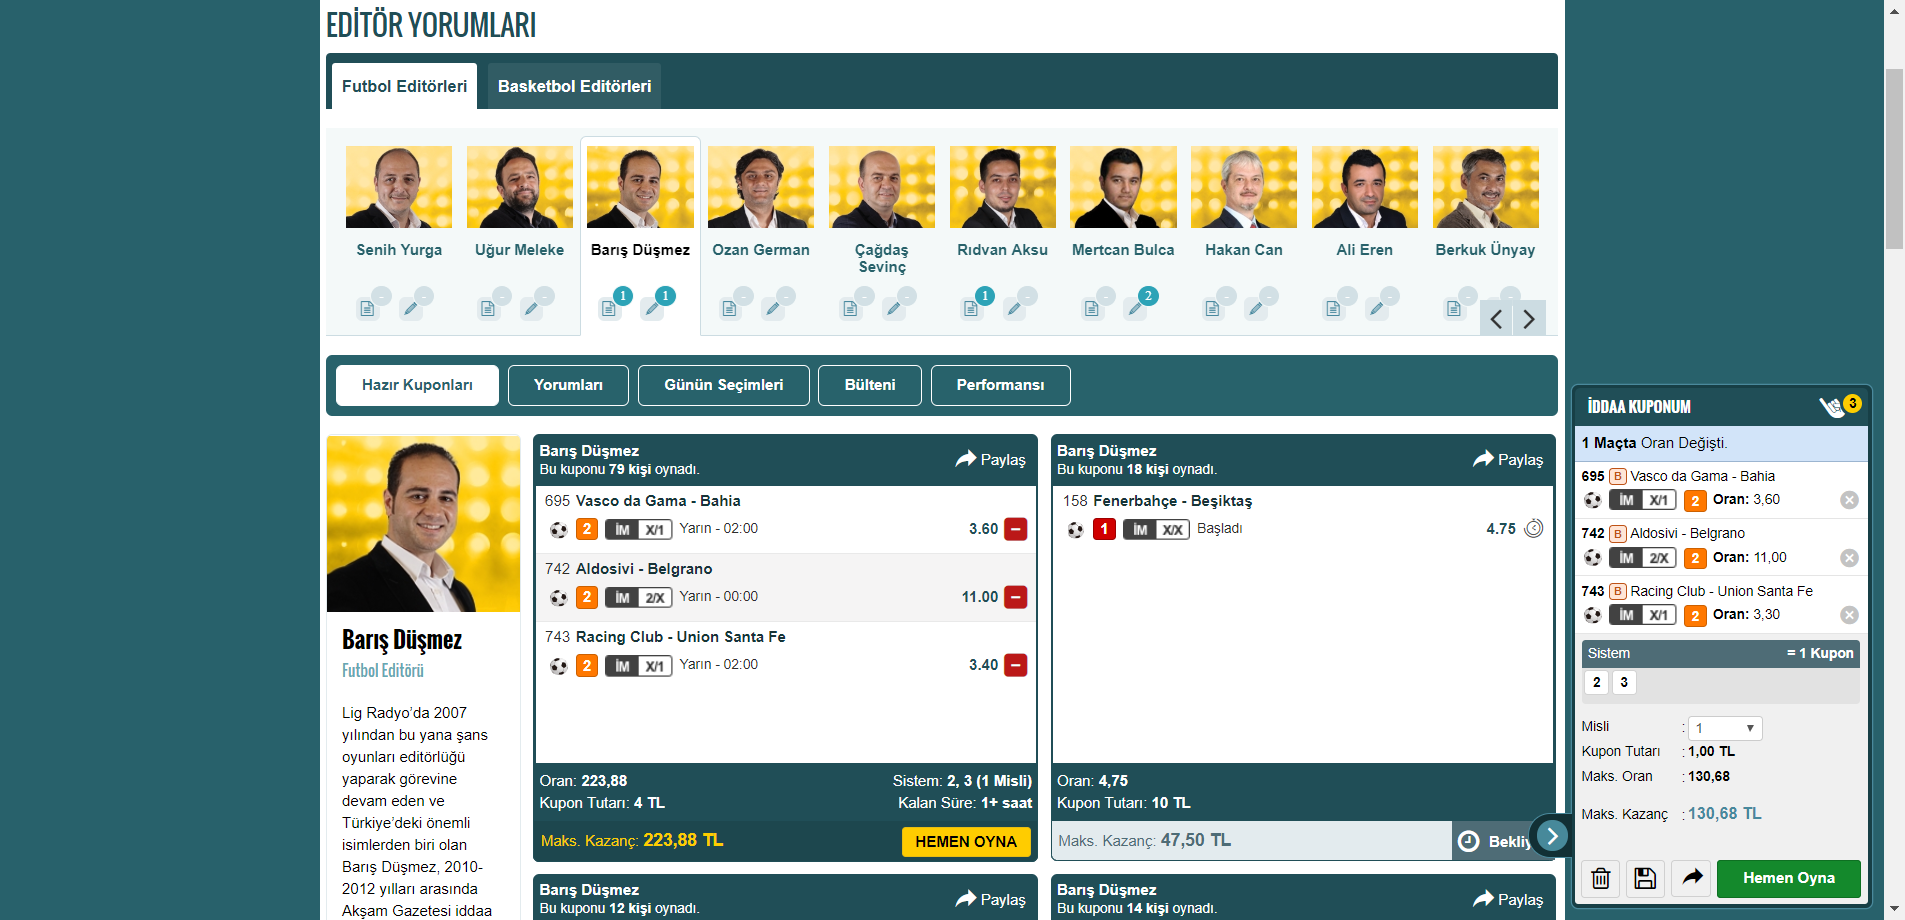 EDİTÖR YORUMLARI
Futbol Editörleri
Basketbol Editörleri
Senih Yurga
Uğur Meleke
Barış Düşmez
Ozan German
Çağdaş
Sevinç
Rıdvan Aksu
Mertcan Bulca
Hakan Can
Ali Eren
Berkuk Ünyay
- -
- -
1 1
- -
- -
1 -
- 2
- -
- -
- -
Hazır Kuponları
Yorumları
Günün Seçimleri
Bülteni
Performansı
Barış Düşmez
Futbol Editörü
Lig Radyo'da 2007
yılından bu yana şans
oyunları editörlüğü
yaparak görevine
devam eden ve
Türkiye'deki önemli
isimlerden biri olan
Barış Düşmez, 2010-
2012 yılları arasında
Akşam Gazetesi iddaa
Barış Düşmez
Bu kuponu 79 kişi oynadı.
Paylaş
695 Vasco da Gama - Bahia
2 İM X/1 Yarın - 02:00 3.60
742 Aldosivi - Belgrano
2 İM 2/X Yarın - 00:00 11.00
743 Racing Club - Union Santa Fe
2 İM X/1 Yarın - 02:00 3.40
Oran: 223,88 Sistem: 2, 3 (1 Misli)
Kupon Tutarı: 4 TL Kalan Süre: 1+ saat
Maks. Kazanç: 223,88 TL HEMEN OYNA
Barış Düşmez
Bu kuponu 18 kişi oynadı.
Paylaş
158 Fenerbahçe - Beşiktaş
1 İM X/X Başladı 4.75
Oran: 4,75
Kupon Tutarı: 10 TL
Maks. Kazanç: 47,50 TL Bekliy
Barış Düşmez
Bu kuponu 12 kişi oynadı.
Paylaş
Barış Düşmez
Bu kuponu 14 kişi oynadı.
Paylaş
İDDAA KUPONUM 3
1 Maçta Oran Değişti.
695 B Vasco da Gama - Bahia
İM X/1 2 Oran: 3,60
742 B Aldosivi - Belgrano
İM 2/X 2 Oran: 11,00
743 B Racing Club - Union Santa Fe
İM X/1 2 Oran: 3,30
Sistem = 1 Kupon
2 3
Misli : 1
Kupon Tutarı : 1,00 TL
Maks. Oran : 130,68
Maks. Kazanç : 130,68 TL
Hemen Oyna